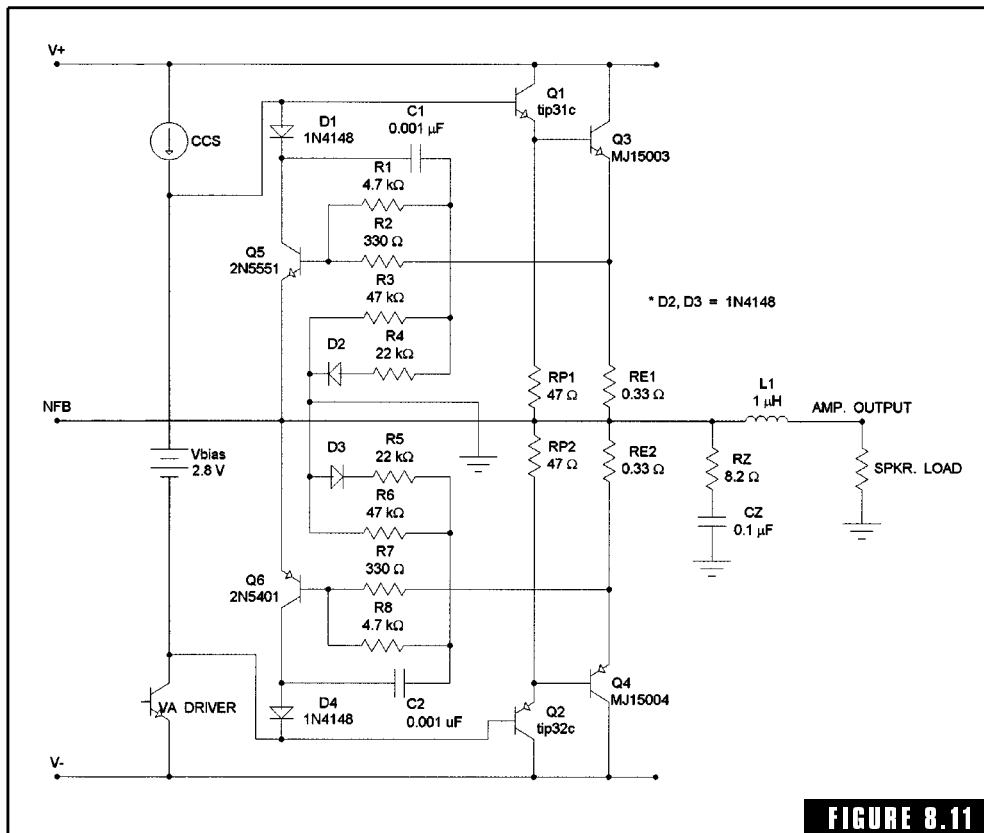 V+
Q1
tip31c
C1
0.001 µF
D1
1N4148
CCS
Q3
MJ15003
R1
4.7 kΩ
R2
330 Ω
Q5
2N5551
R3
47 kΩ
* D2, D3 = 1N4148
R4
22 kΩ
D2
RP1
47 Ω
RE1
0.33 Ω
L1
1 µH
NFB
AMP. OUTPUT
Vbias
2.8 V
D3
R5
22 kΩ
RP2
47 Ω
RE2
0.33 Ω
RZ
8.2 Ω
SPKR. LOAD
R6
47 kΩ
CZ
0.1 µF
R7
330 Ω
Q6
2N5401
R8
4.7 kΩ
Q4
MJ15004
VA DRIVER
D4
1N4148
C2
0.001 uF
Q2
tip32c
V-
FIGURE 8.11